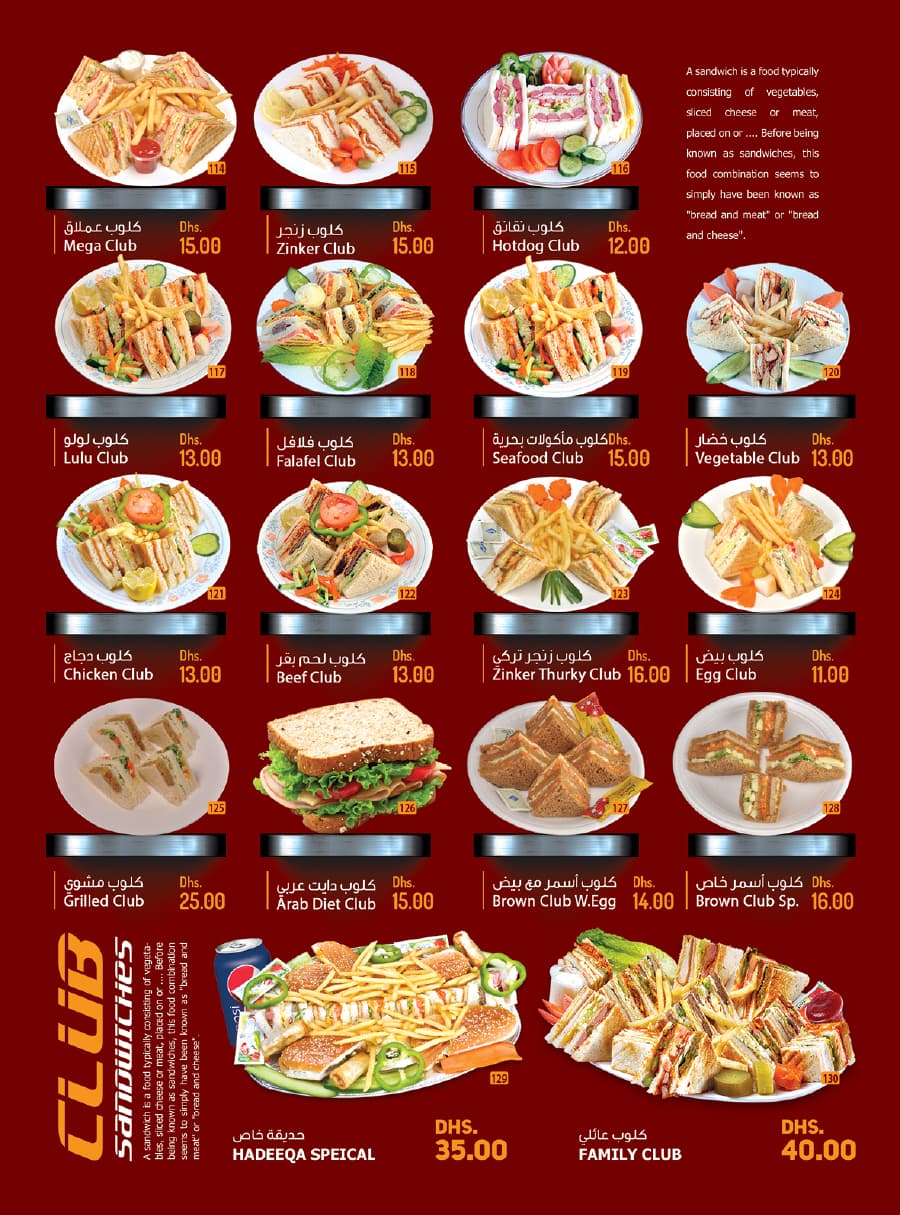 A sandwich is a food typically
consisting of vegetables,
sliced cheese or meat,
placed on or .... Before being
known as sandwiches, this
food combination seems to
simply have been known as
"bread and meat" or "bread
and cheese".
114
115
116
كلوب عملاق Dhs.
Mega Club 15.00
كلوب زنجر Dhs.
Zinker Club 15.00
كلوب نقانق Dhs.
Hotdog Club 12.00
117
118
119
120
كلوب لولو Dhs.
Lulu Club 13.00
كلوب فلافل Dhs.
Falafel Club 13.00
كلوب مأكولات بحرية Dhs.
Seafood Club 15.00
كلوب خضار Dhs.
Vegetable Club 13.00
121
122
123
124
كلوب دجاج Dhs.
Chicken Club 13.00
كلوب لحم بقر Dhs.
Beef Club 13.00
كلوب زنجر تركي Dhs.
Zinker Thurky Club 16.00
كلوب بيض Dhs.
Egg Club 11.00
125
126
127
128
كلوب مشوي Dhs.
Grilled Club 25.00
كلوب دايت عربي Dhs.
Arab Diet Club 15.00
كلوب أسمر مع بيض Dhs.
Brown Club W.Egg 14.00
كلوب أسمر خاص Dhs.
Brown Club Sp. 16.00
CLUB
Sandwiches
A sandwich is a food typically consisting of vegeta-
bles, sliced cheese or meat, placed on or .... Before
being known as sandwiches, this food combination
seems to simply have been known as "bread and
meat" or "bread and cheese".
pepsi
129
130
حديقة خاص DHS.
HADEEQA SPEICAL 35.00
كلوب عائلي DHS.
FAMILY CLUB 40.00